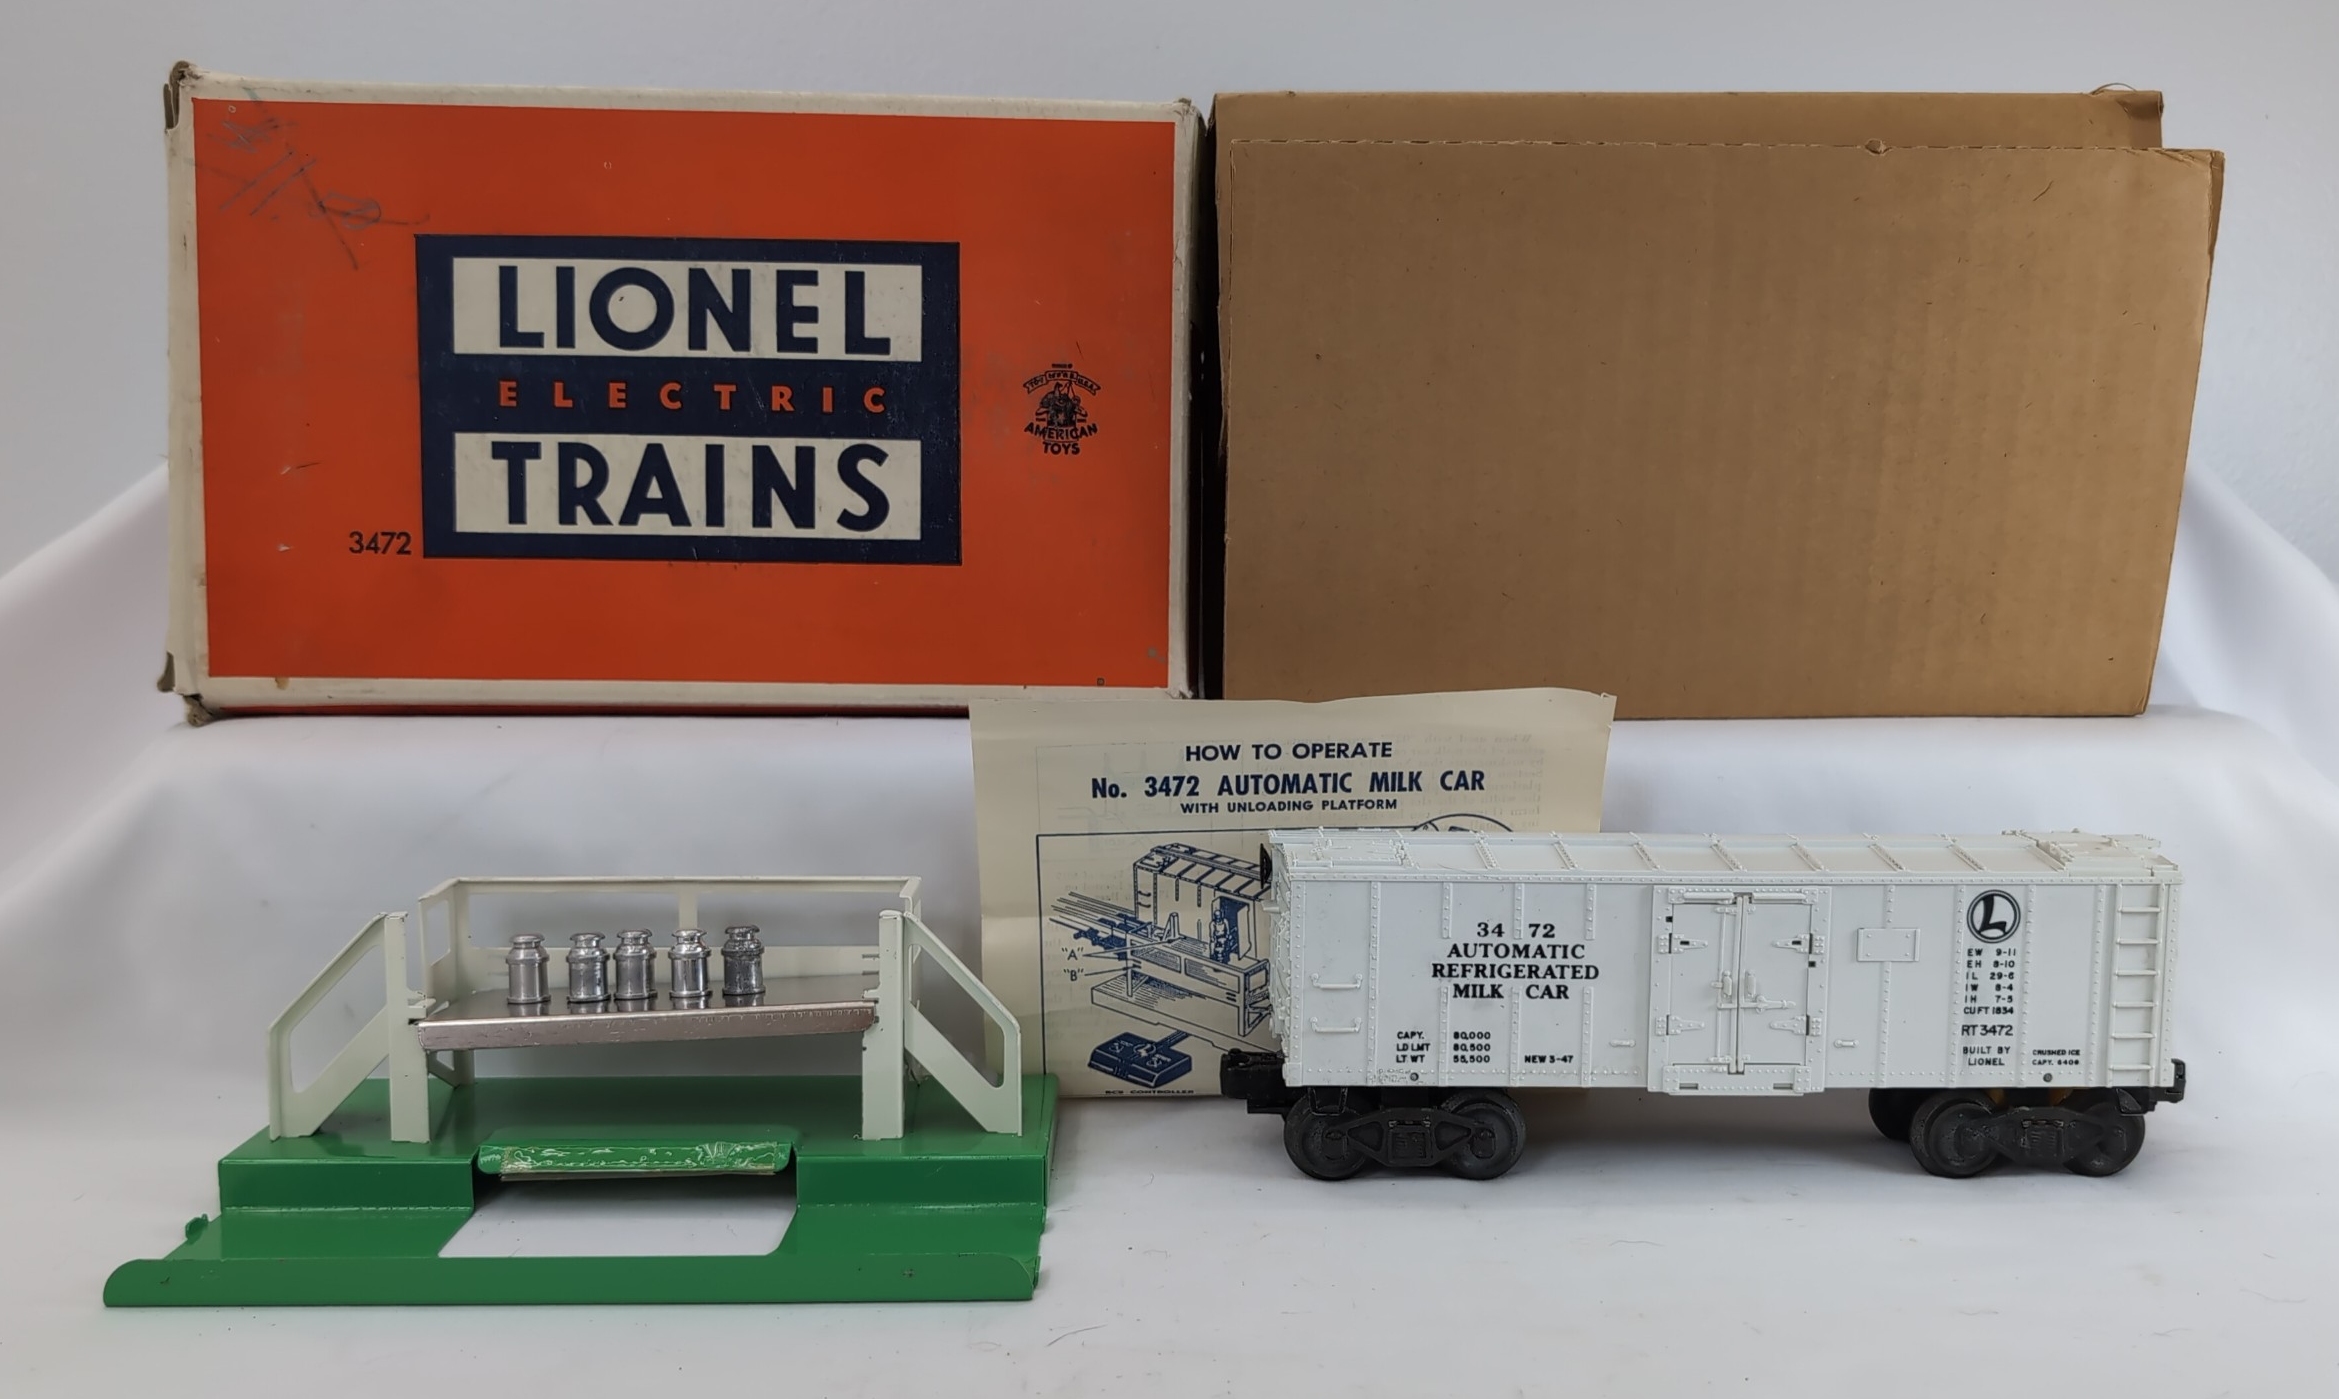 LIONEL
ELECTRIC
TRAINS
3472
AMERICAN
TOYS
HOW TO OPERATE
No. 3472 AUTOMATIC MILK CAR
WITH UNLOADING PLATFORM
"A"
"B"
RCS CONTROLLER
34 72
AUTOMATIC
REFRIGERATED
MILK CAR
CAPY. 80,000
LD LMT 80,500
LT WT 55,500 NEW 3-47
L
EW 9-11
EH 8-10
IL 29-6
IW 8-4
IH 7-5
CU FT 1834
RT 3472
BUILT BY
LIONEL
CRUSHED ICE
CAPY.